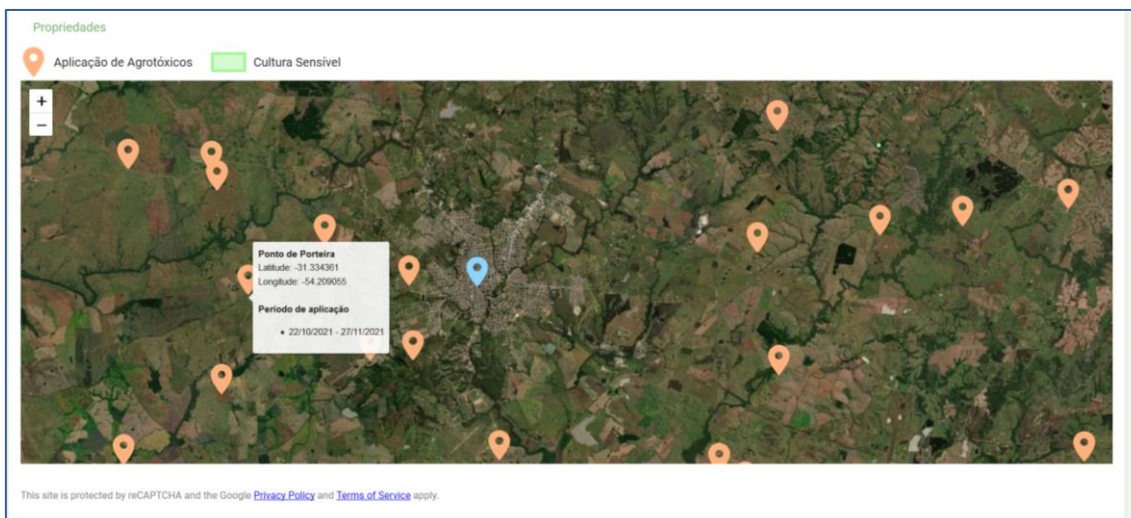 Propriedades
Aplicação de Agrotóxicos
Cultura Sensível
+
−
Ponto de Porteira
Latitude: -31.334361
Longitude: -54.209055
Período de aplicação
• 22/10/2021 - 27/11/2021
This site is protected by reCAPTCHA and the Google Privacy Policy and Terms of Service apply.